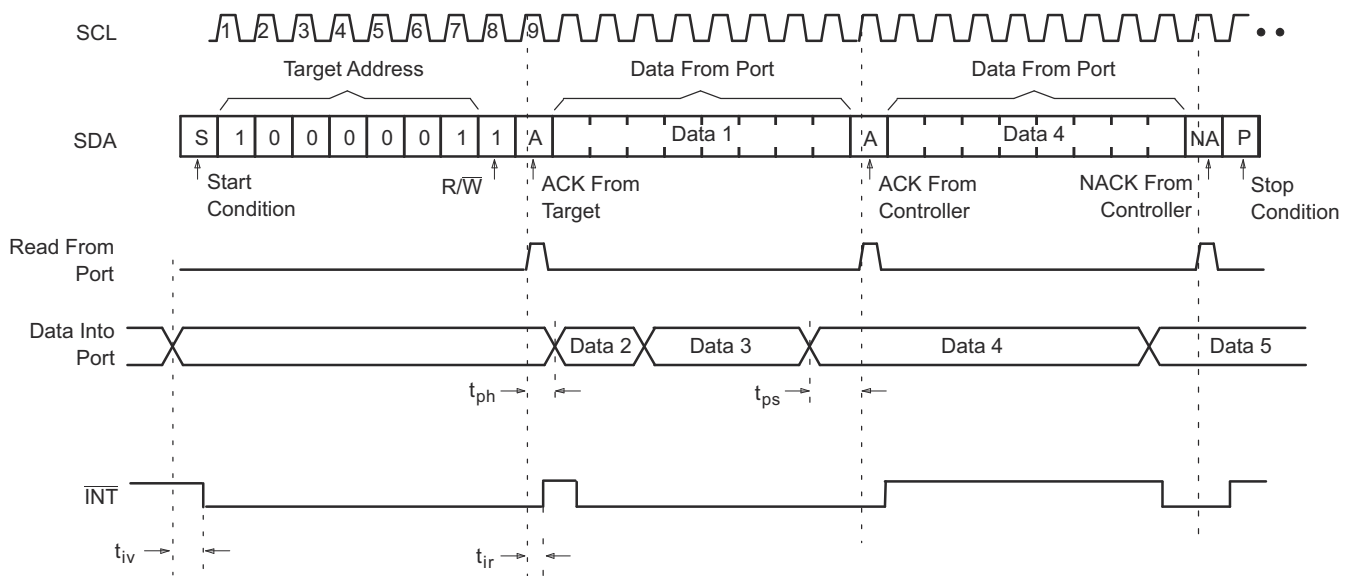 SCL
1 2 3 4 5 6 7 8 9
Target Address
Data From Port
Data From Port
SDA
S 1 0 0 0 0 0 1 1 A Data 1 A Data 4 NA P
Start
Condition
R/W
ACK From
Target
ACK From
Controller
NACK From
Controller
Stop
Condition
Read From
Port
Data Into
Port
Data 2
Data 3
Data 4
Data 5
tph
tps
INT
tiv
tir